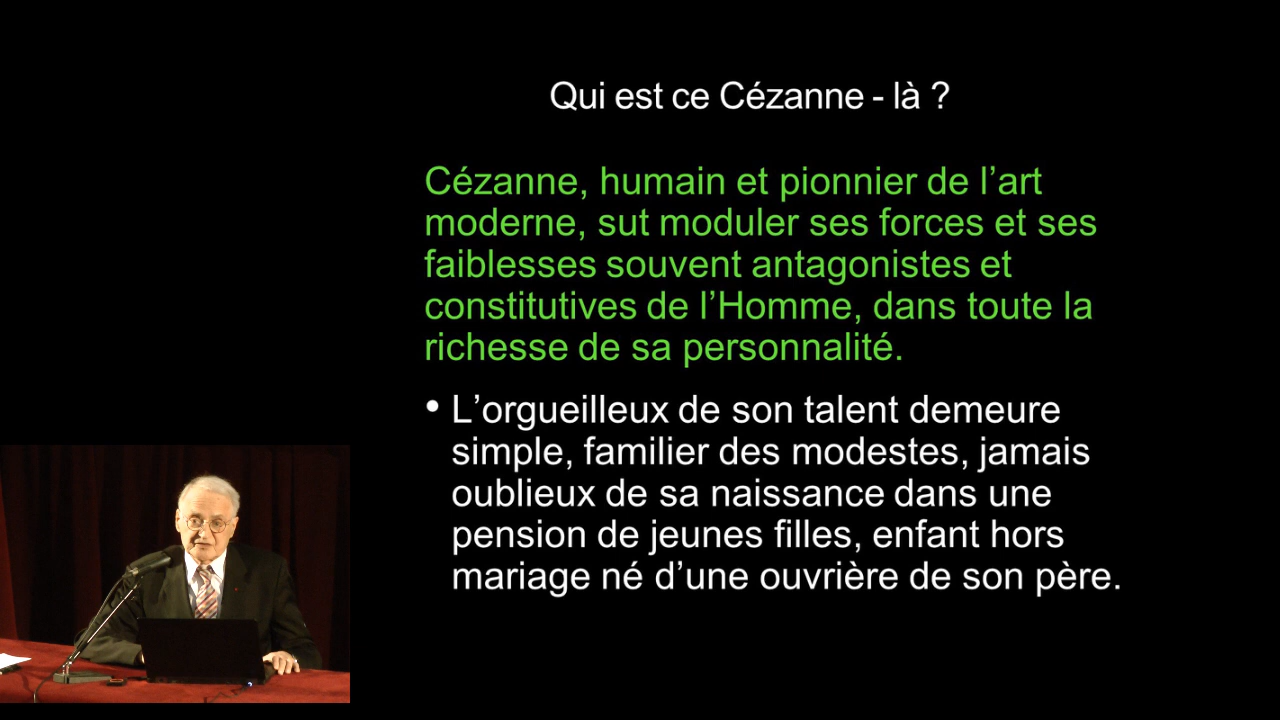 Qui est ce Cézanne - là ?
Cézanne, humain et pionnier de l’art
moderne, sut moduler ses forces et ses
faiblesses souvent antagonistes et
constitutives de l’Homme, dans toute la
richesse de sa personnalité.
• L’orgueilleux de son talent demeure
simple, familier des modestes, jamais
oublieux de sa naissance dans une
pension de jeunes filles, enfant hors
mariage né d’une ouvrière de son père.